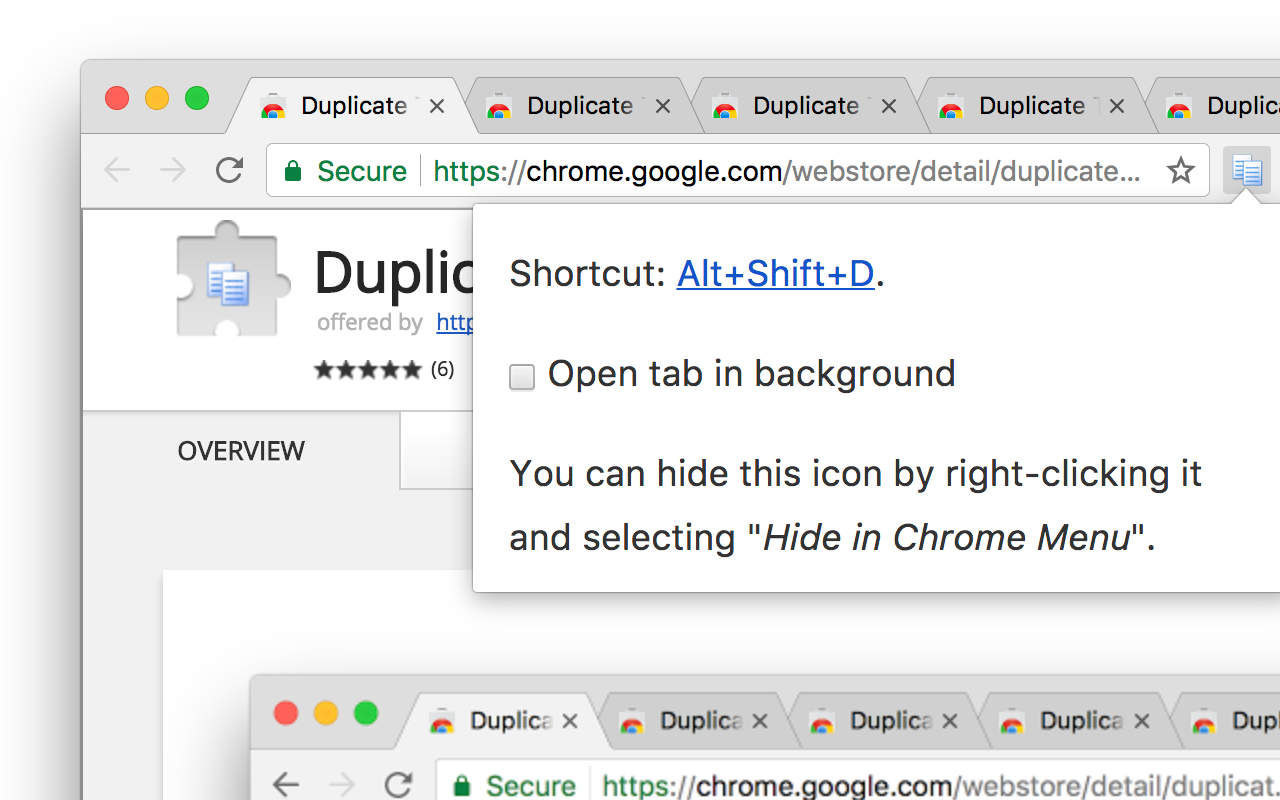 Duplicate Duplicate Duplicate Duplicate T Duplic
Secure https://chrome.google.com/webstore/detail/duplicate...
Duplic
offered by http
(6)
Shortcut: Alt+Shift+D.
Open tab in background
You can hide this icon by right-clicking it
and selecting "Hide in Chrome Menu".
OVERVIEW
Duplica Duplica Duplica Duplica Dupl
Secure https://chrome.google.com/webstore/detail/duplicat.